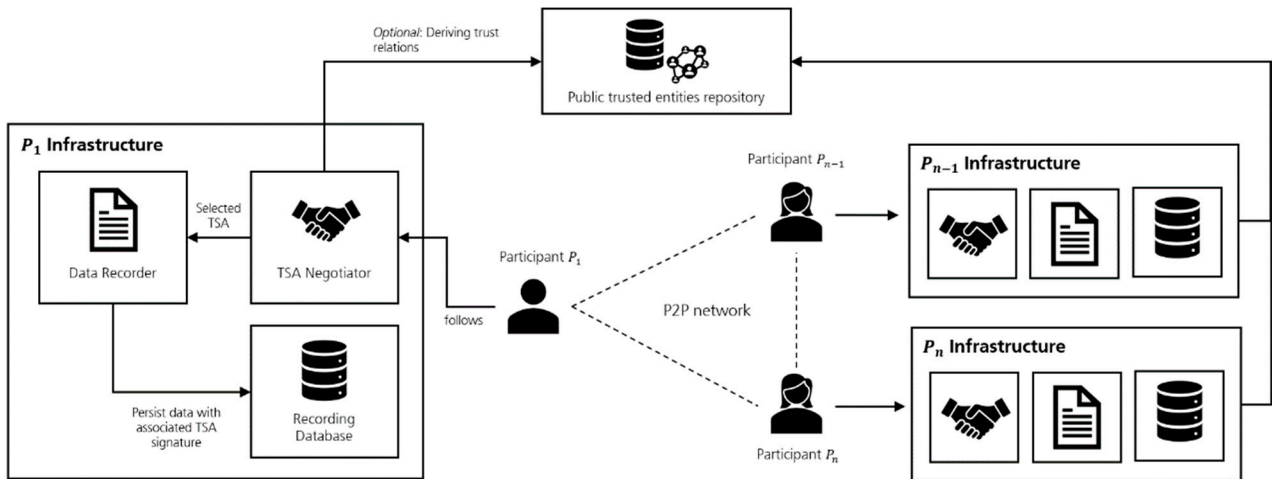 Optional: Deriving trust
relations
Public trusted entities repository
P₁ Infrastructure
Data Recorder
Selected
TSA
TSA Negotiator
Persist data with
associated TSA
signature
Recording
Database
follows
Participant P₁
P2P network
Participant Pₙ₋₁
Participant Pₙ
Pₙ₋₁ Infrastructure
Pₙ Infrastructure